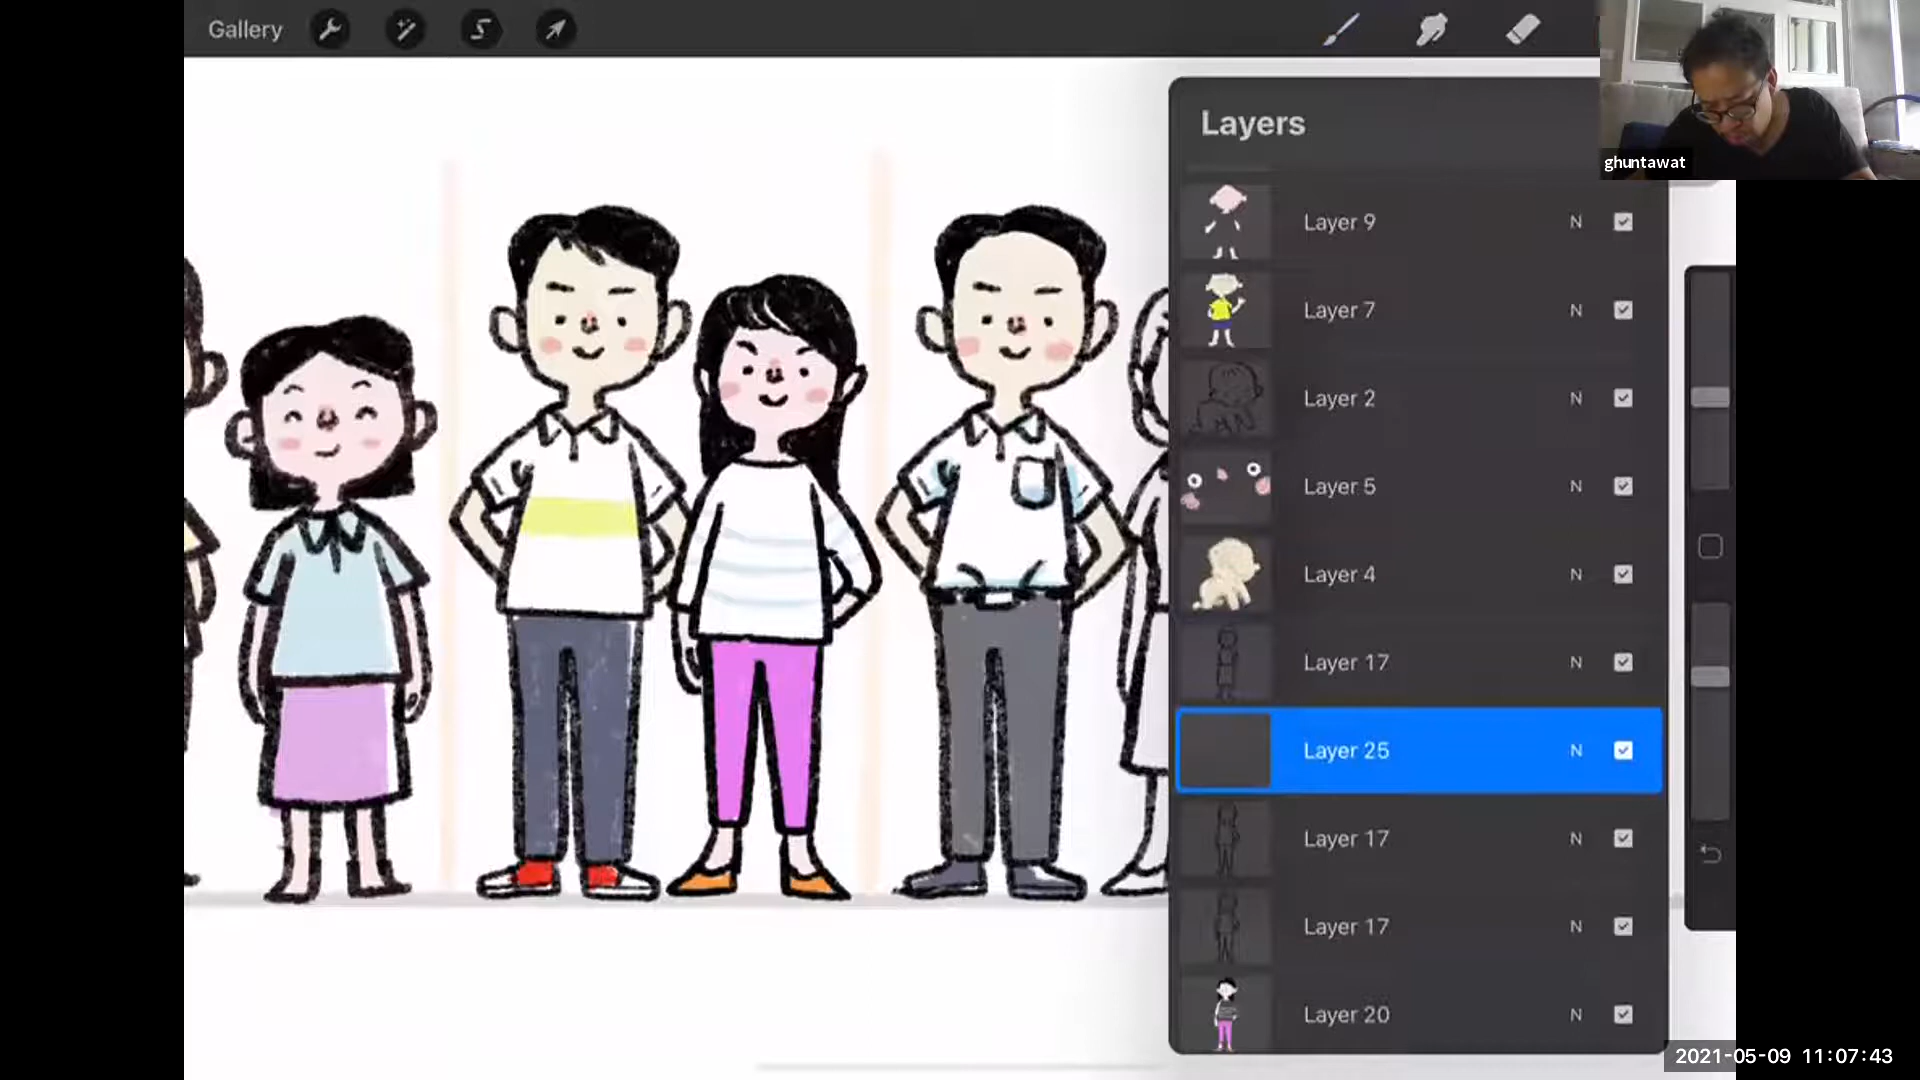 Gallery
Layers
ghuntawat
Layer 9 N
Layer 7 N
Layer 2 N
Layer 5 N
Layer 4 N
Layer 17 N
Layer 25 N
Layer 17 N
Layer 17 N
Layer 20 N
2021-05-09 11:07:43